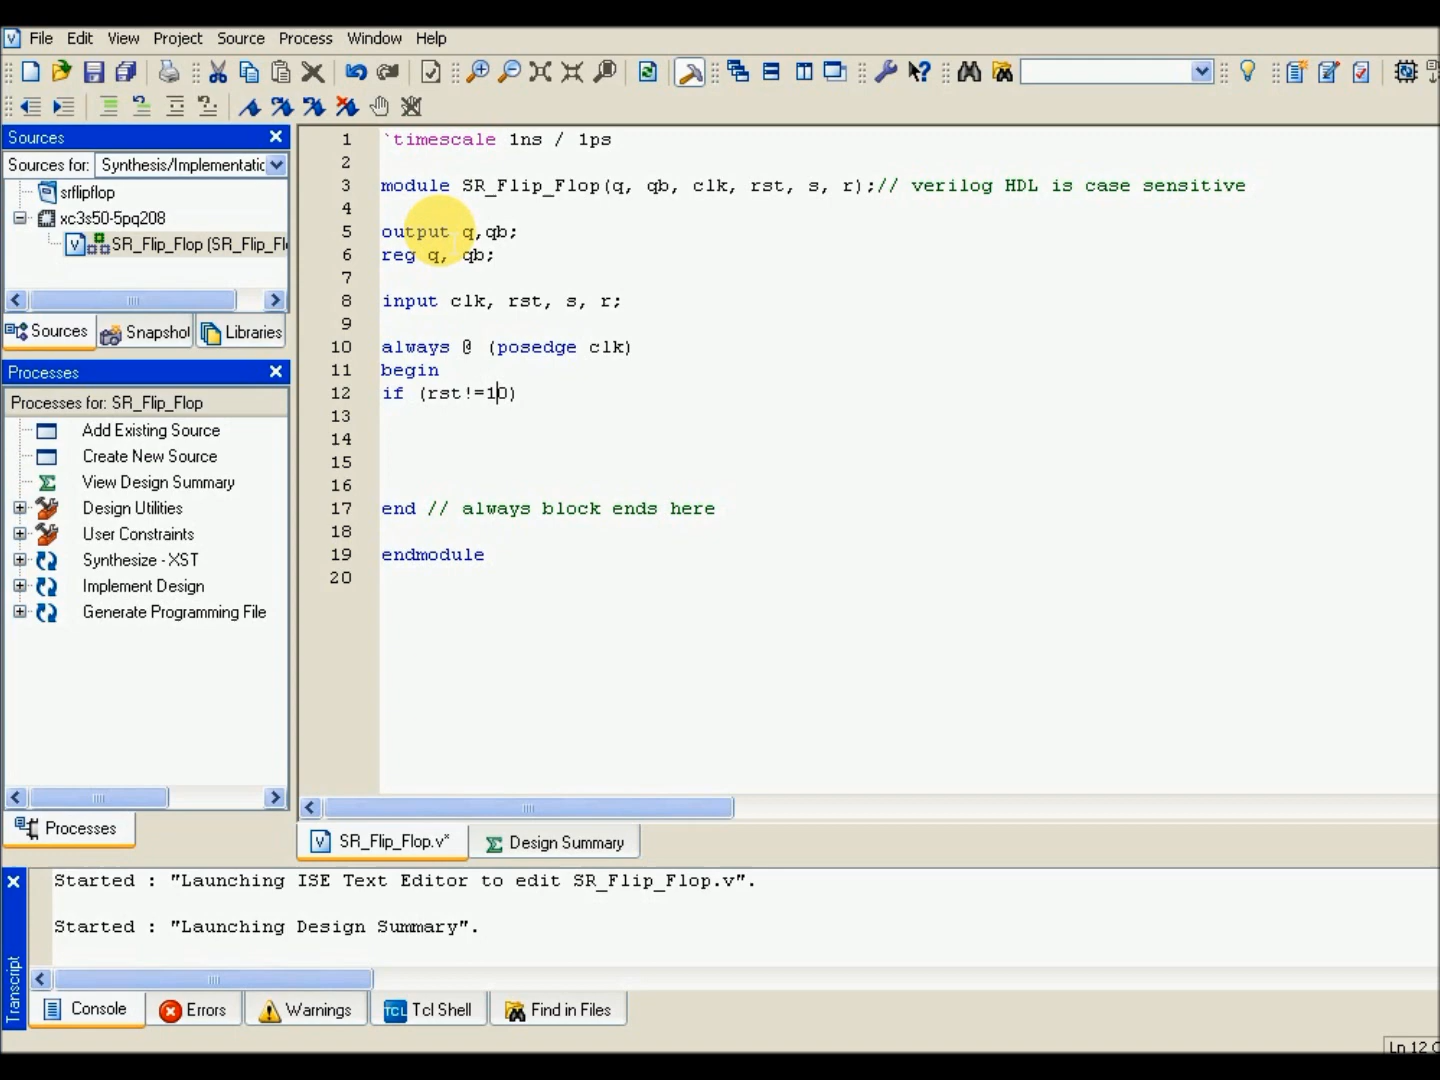 File Edit View Project Source Process Window Help
Sources
Sources for: Synthesis/Implementatic
srflipflop
xc3s50-5pq208
SR_Flip_Flop (SR_Flip_Fl
Sources Snapshot Libraries
Processes
Processes for: SR_Flip_Flop
Add Existing Source
Create New Source
View Design Summary
Design Utilities
User Constraints
Synthesize - XST
Implement Design
Generate Programming File
Processes
1 `timescale 1ns / 1ps
2
3 module SR_Flip_Flop(q, qb, clk, rst, s, r);// verilog HDL is case sensitive
4
5 output q,qb;
6 reg q, qb;
7
8 input clk, rst, s, r;
9
10 always @ (posedge clk)
11 begin
12 if (rst!=10)
13
14
15
16
17 end // always block ends here
18
19 endmodule
20
SR_Flip_Flop.v* Design Summary
Started : "Launching ISE Text Editor to edit SR_Flip_Flop.v".
Started : "Launching Design Summary".
Transcript
Console Errors Warnings TCL Tcl Shell Find in Files
Ln 12 C